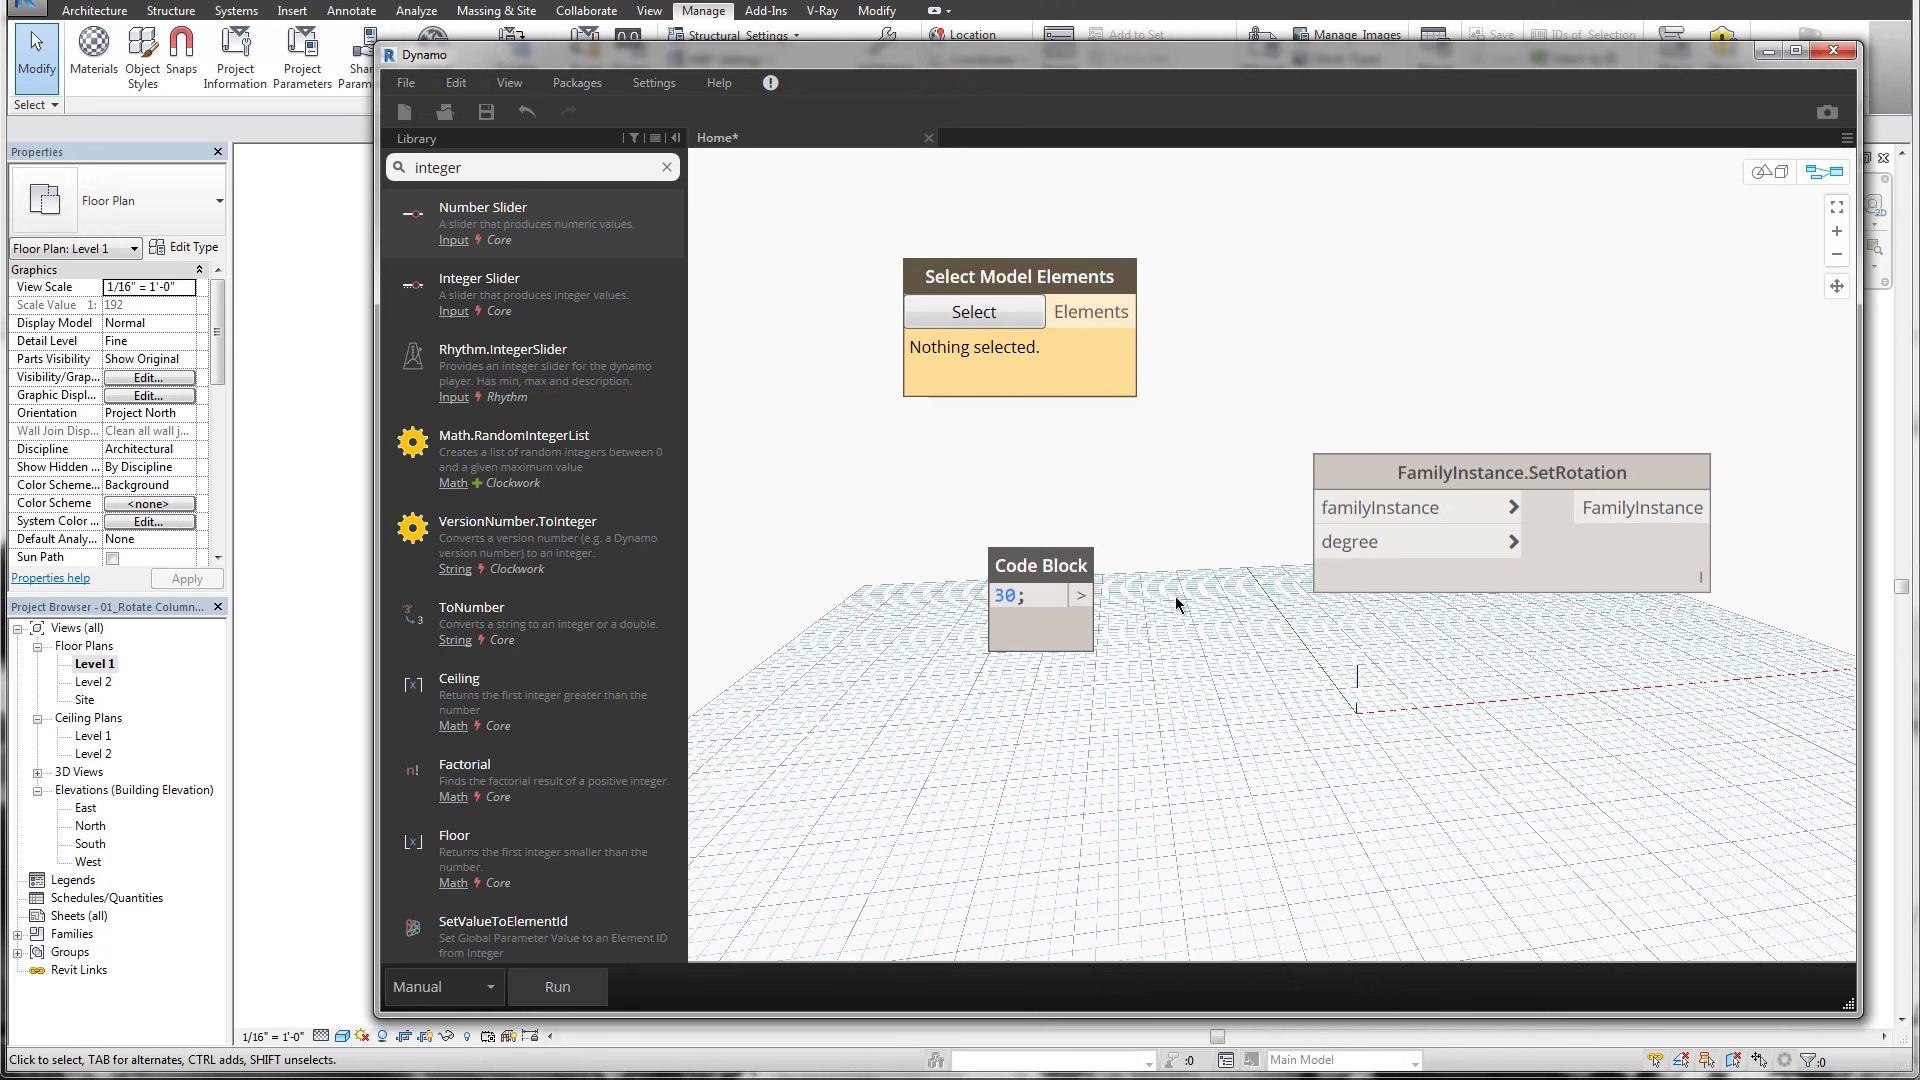 Architecture Structure Systems Insert Annotate Analyze Massing & Site Collaborate View Manage Add-Ins V-Ray Modify
Modify
Materials
Object
Styles
Snaps
Project
Information
Project
Parameters
Select
Structural Settings
Location
Add to Set
Manage Images
Save
IDs of Selection
Dynamo
File Edit View Packages Settings Help
Library
Home*
integer
Number Slider
A slider that produces numeric values.
Input Core
Integer Slider
A slider that produces integer values.
Input Core
Rhythm.IntegerSlider
Provides an integer slider for the dynamo
player. Has min, max and description.
Input Rhythm
Math.RandomIntegerList
Creates a list of random integers between 0
and a given maximum value
Math Clockwork
VersionNumber.ToInteger
Converts a version number (e.g. a Dynamo
version number) to an integer.
String Clockwork
ToNumber
Converts a string to an integer or a double.
String Core
Ceiling
Returns the first integer greater than the
number
Math Core
Factorial
Finds the factorial result of a positive integer.
Math Core
Floor
Returns the first integer smaller than the
number.
Math Core
SetValueToElementId
Set Global Parameter Value to an Element ID
from Integer
Manual
Run
Select Model Elements
Select Elements
Nothing selected.
Code Block
30; >
FamilyInstance.SetRotation
familyInstance > FamilyInstance
degree >
Properties
Floor Plan
Floor Plan: Level 1 Edit Type
Graphics
View Scale 1/16" = 1'-0"
Scale Value 1: 192
Display Model Normal
Detail Level Fine
Parts Visibility Show Original
Visibility/Grap... Edit...
Graphic Displ... Edit...
Orientation Project North
Wall Join Disp... Clean all wall j...
Discipline Architectural
Show Hidden ... By Discipline
Color Scheme... Background
Color Scheme <none>
System Color ... Edit...
Default Analy... None
Sun Path
Properties help Apply
Project Browser - 01_Rotate Column...
Views (all)
Floor Plans
Level 1
Level 2
Site
Ceiling Plans
Level 1
Level 2
3D Views
Elevations (Building Elevation)
East
North
South
West
Legends
Schedules/Quantities
Sheets (all)
Families
Groups
Revit Links
1/16" = 1'-0"
Click to select, TAB for alternates, CTRL adds, SHIFT unselects.
:0
Main Model
:0